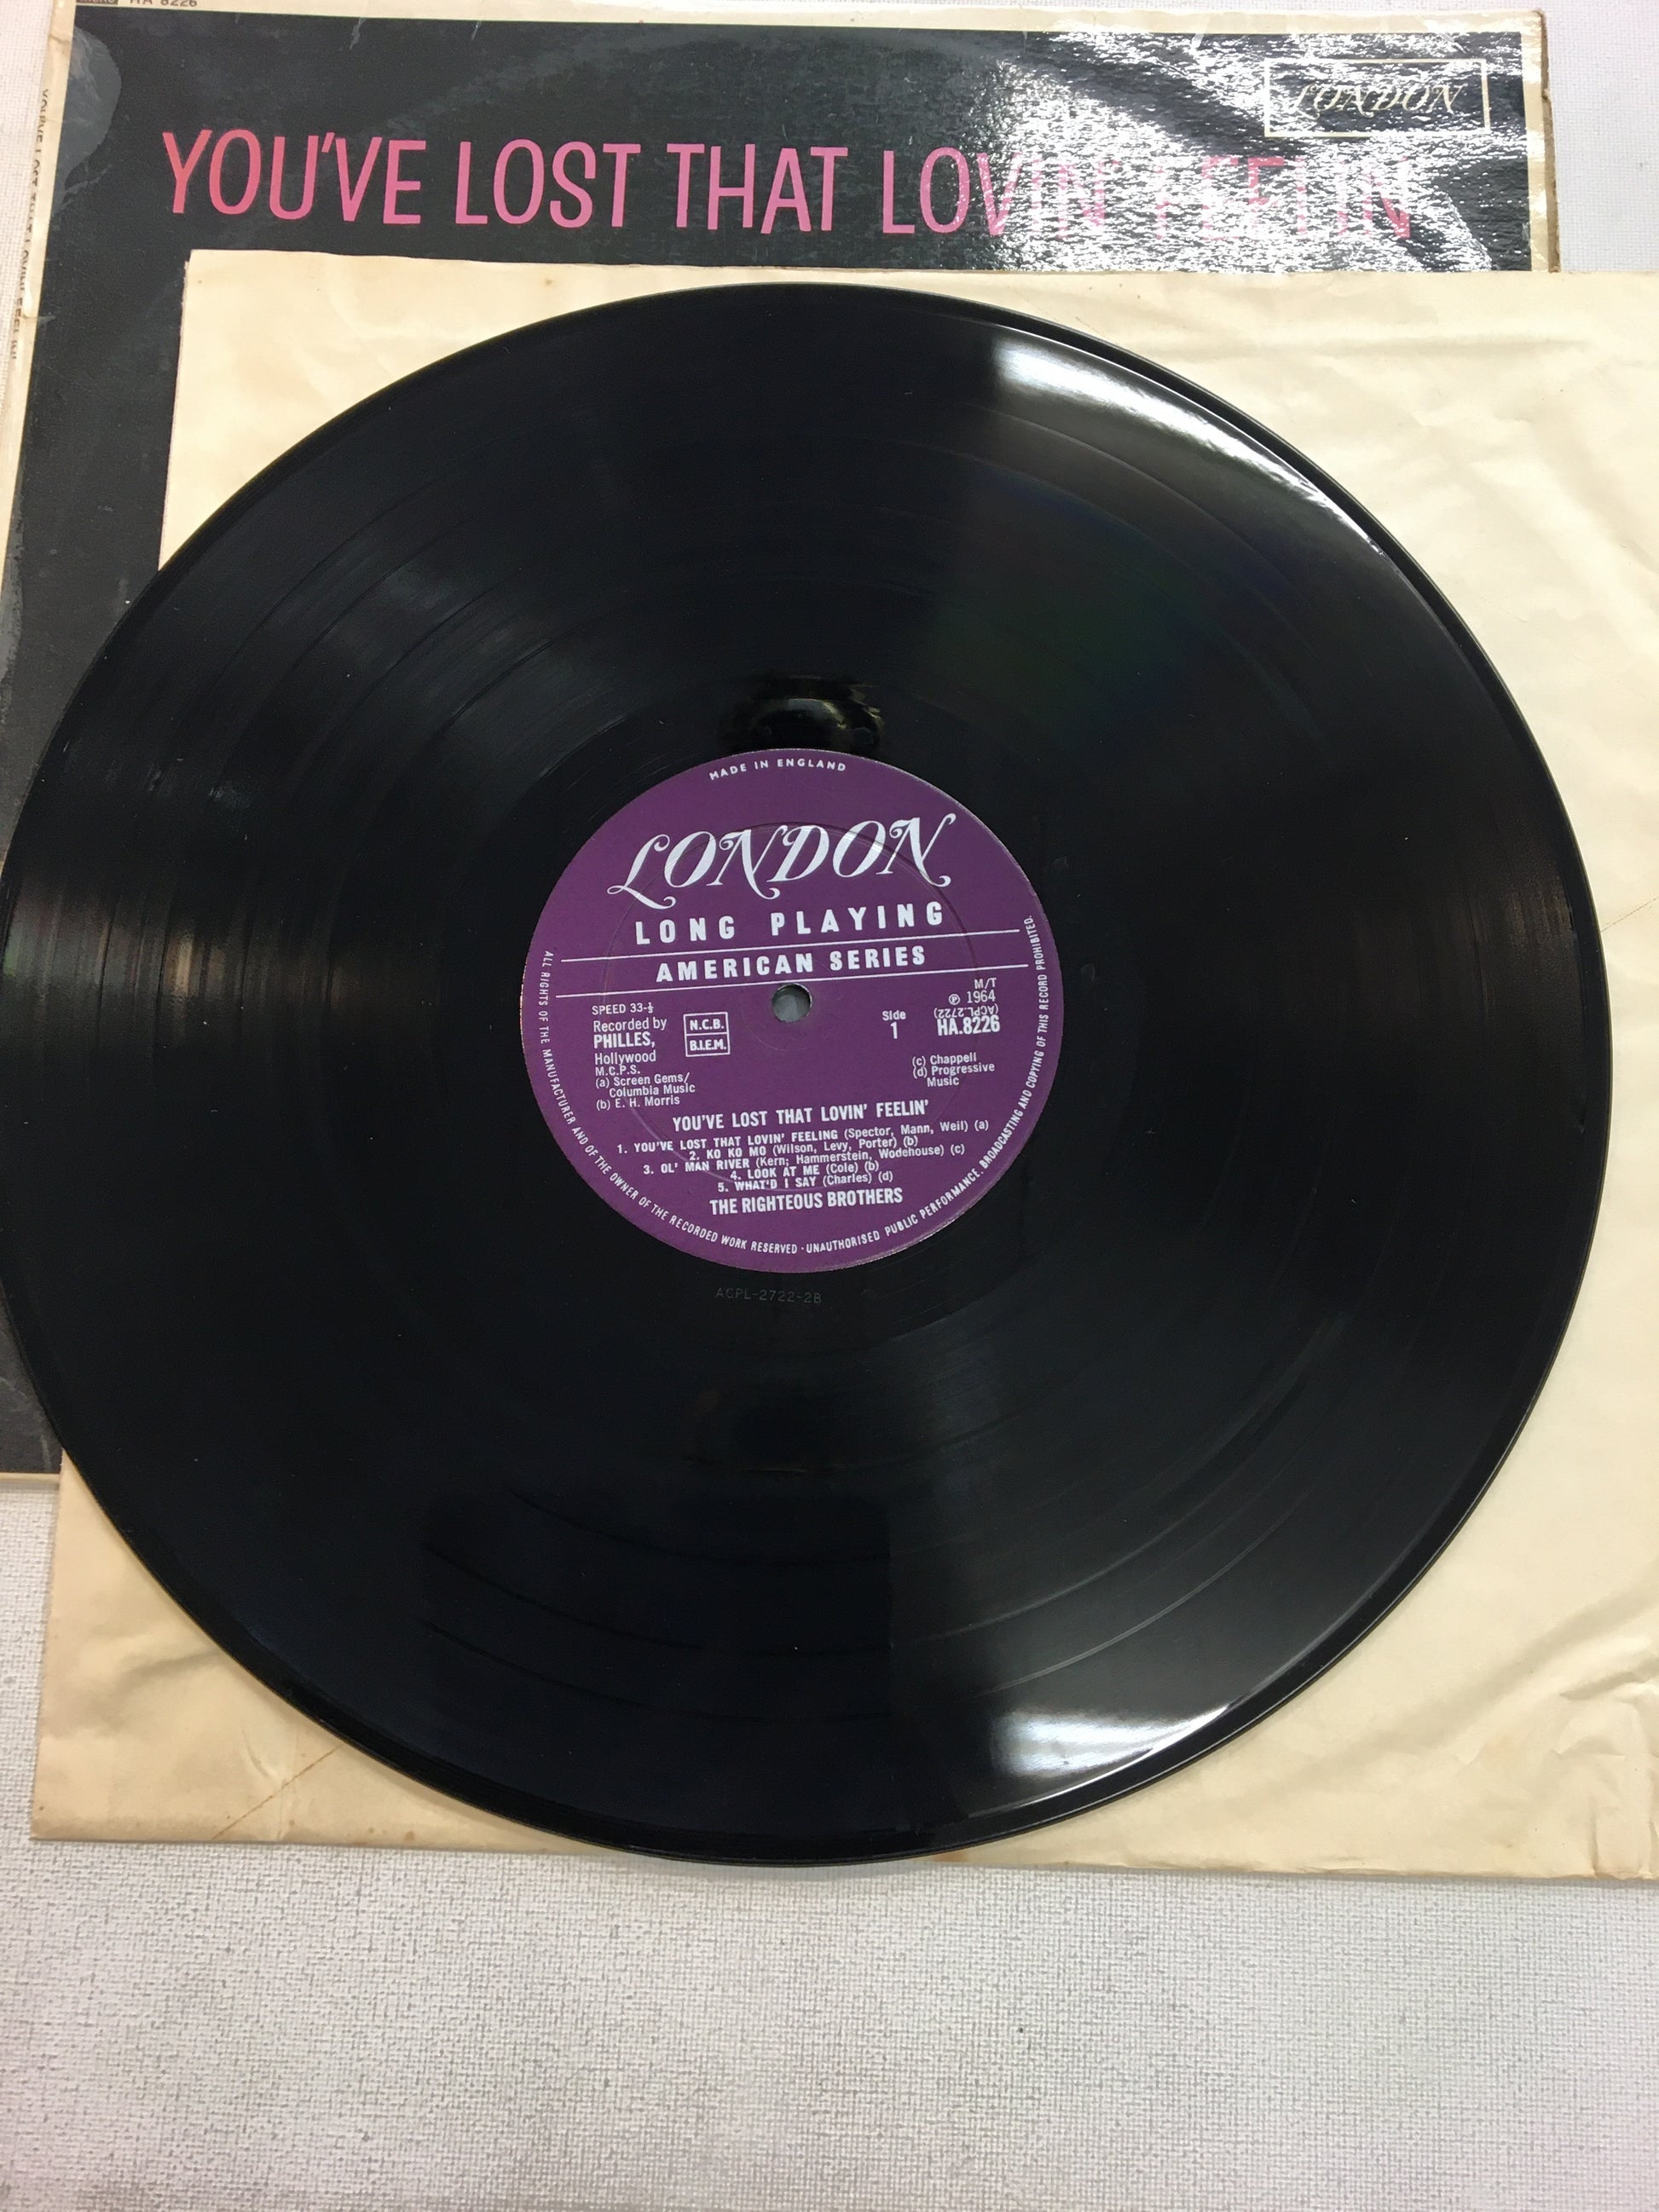 HA 8226
LONDON
YOU'VE LOST THAT LOVIN' FEELIN'
MADE IN ENGLAND
LONDON
LONG PLAYING
AMERICAN SERIES
SPEED 33-⅓
Recorded by
PHILLES,
Hollywood
M.C.P.S.
(a) Screen Gems/
Columbia Music
(b) E. H. Morris
N.C.B.
B.I.E.M.
Side
1
M/T
℗ 1964
(ACPL.2722)
HA.8226
(c) Chappell
(d) Progressive
Music
YOU'VE LOST THAT LOVIN' FEELIN'
1. YOU'VE LOST THAT LOVIN' FEELING (Spector, Mann, Weil) (a)
2. KO KO MO (Wilson, Levy, Porter) (b)
3. OL' MAN RIVER (Kern; Hammerstein, Wodehouse) (c)
4. LOOK AT ME (Cole) (b)
5. WHAT'D I SAY (Charles) (d)
THE RIGHTEOUS BROTHERS
ALL RIGHTS OF THE MANUFACTURER AND OF THE OWNER OF THE RECORDED WORK RESERVED · UNAUTHORISED PUBLIC PERFORMANCE, BROADCASTING AND COPYING OF THIS RECORD PROHIBITED.
ACPL-2722-2B